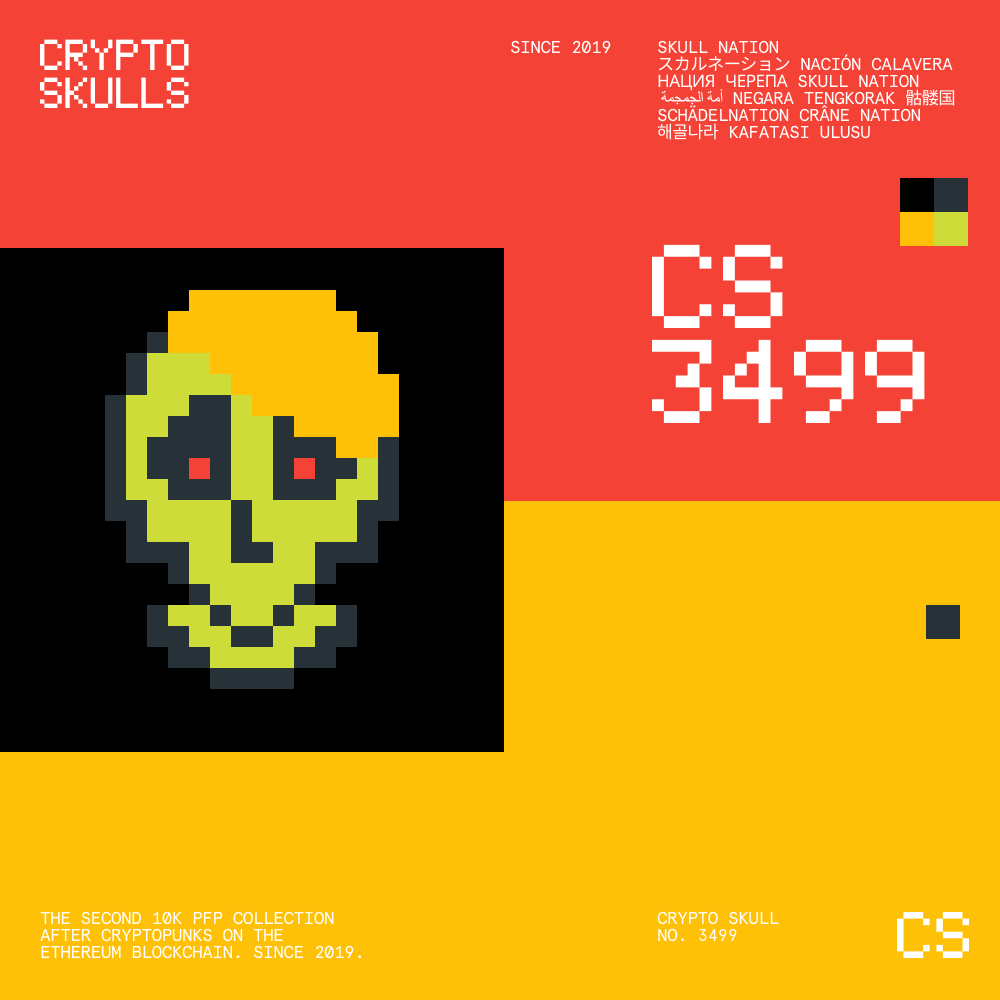 CRYPTO
SKULLS
SINCE 2019
SKULL NATION
スカルネーション NACIÓN CALAVERA
НАЦИЯ ЧЕРЕПА SKULL NATION
أمة الجمجمة NEGARA TENGKORAK 骷髅国
SCHÄDELNATION CRÂNE NATION
해골나라 KAFATASI ULUSU
CS
3499
THE SECOND 10K PFP COLLECTION
AFTER CRYPTOPUNKS ON THE
ETHEREUM BLOCKCHAIN. SINCE 2019.
CRYPTO SKULL
NO. 3499
CS